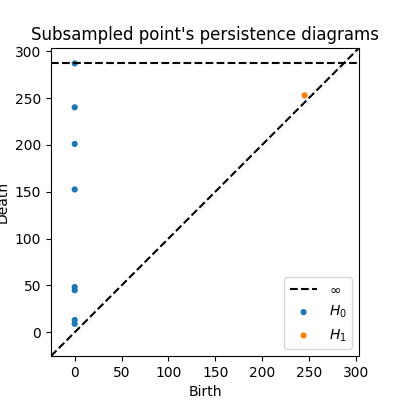 Subsampled point's persistence diagrams
300
250
200
150
100
50
0
Death
0 50 100 150 200 250 300
Birth
∞
H₀
H₁